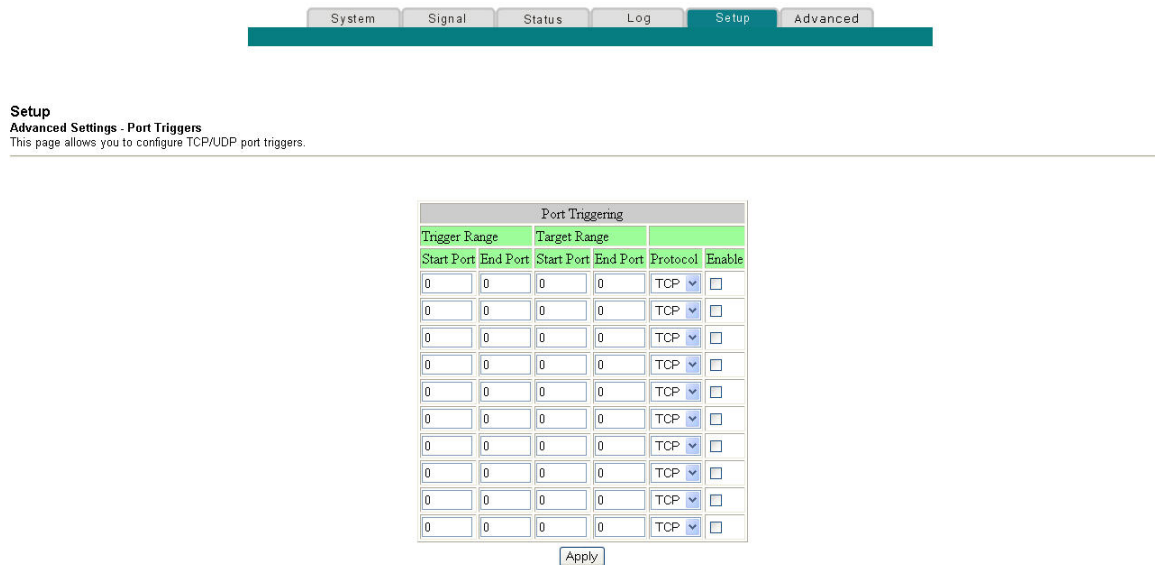 System Signal Status Log Setup Advanced
Setup
Advanced Settings - Port Triggers
This page allows you to configure TCP/UDP port triggers.
Port Triggering
Trigger Range Target Range
Start Port End Port Start Port End Port Protocol Enable
0 0 0 0 TCP
0 0 0 0 TCP
0 0 0 0 TCP
0 0 0 0 TCP
0 0 0 0 TCP
0 0 0 0 TCP
0 0 0 0 TCP
0 0 0 0 TCP
0 0 0 0 TCP
0 0 0 0 TCP
Apply